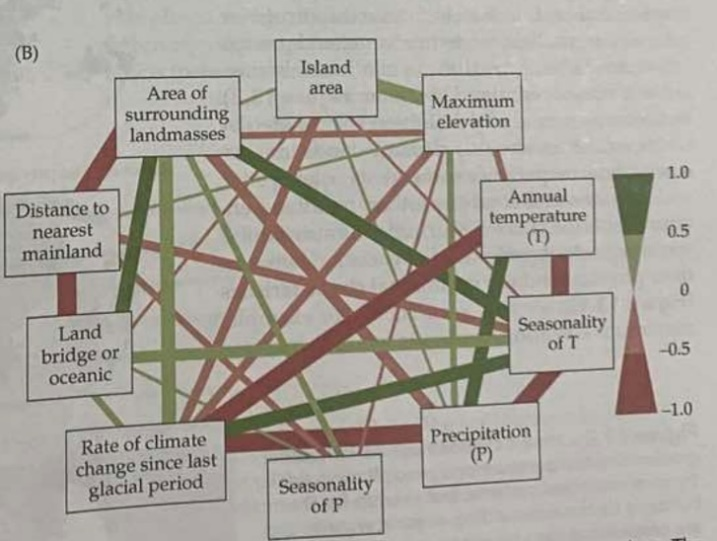 (B)
Island
area
Area of
surrounding
landmasses
Maximum
elevation
Distance to
nearest
mainland
Annual
temperature
(T)
Land
bridge or
oceanic
Seasonality
of T
Rate of climate
change since last
glacial period
Precipitation
(P)
Seasonality
of P
1.0
0.5
0
–0.5
–1.0